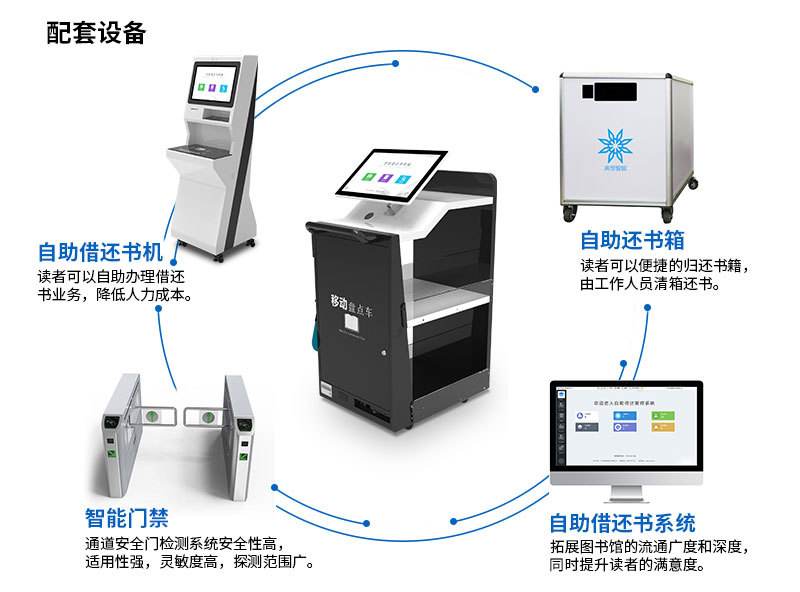 配套设备
自助借还书机
读者可以自助办理借还
书业务，降低人力成本。
移动盘点车
自助还书箱
读者可以便捷的归还书籍，
由工作人员清箱还书。
智能门禁
通道安全门检测系统安全性高，
适用性强，灵敏度高，探测范围广。
自助借还书系统
拓展图书馆的流通广度和深度，
同时提升读者的满意度。